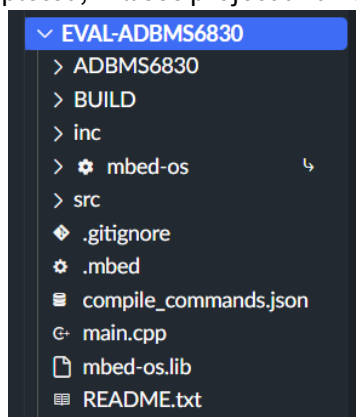 EVAL-ADBMS6830
ADBMS6830
BUILD
inc
mbed-os
src
.gitignore
.mbed
compile_commands.json
main.cpp
mbed-os.lib
README.txt